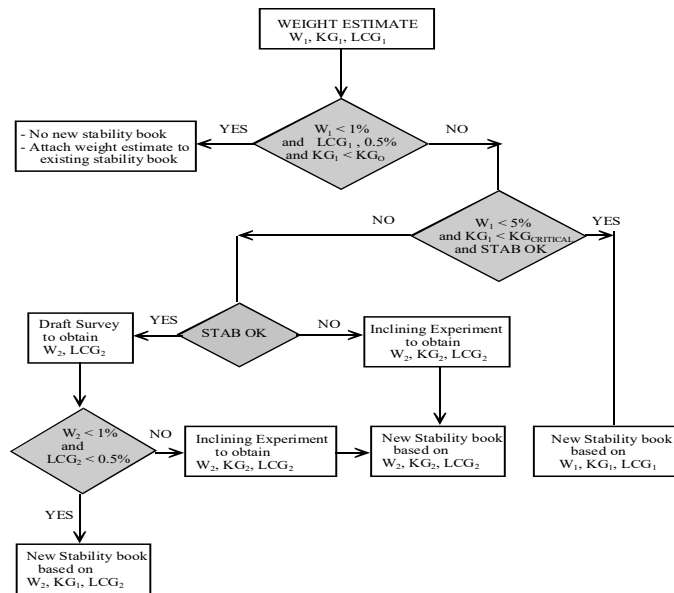 WEIGHT ESTIMATE
W₁, KG₁, LCG₁
YES
- No new stability book
- Attach weight estimate to
existing stability book
W₁ < 1%
and LCG₁ , 0.5%
and KG₁ < KG₀
NO
NO
W₁ < 5%
and KG₁ < KG_CRITICAL
and STAB OK
YES
Draft Survey
to obtain
W₂, LCG₂
YES
STAB OK
NO
Inclining Experiment
to obtain
W₂, KG₂, LCG₂
W₂ < 1%
and
LCG₂ < 0.5%
NO
Inclining Experiment
to obtain
W₂, KG₂, LCG₂
New Stability book
based on
W₂, KG₂, LCG₂
New Stability book
based on
W₁, KG₁, LCG₁
YES
New Stability book
based on
W₂, KG₁, LCG₂